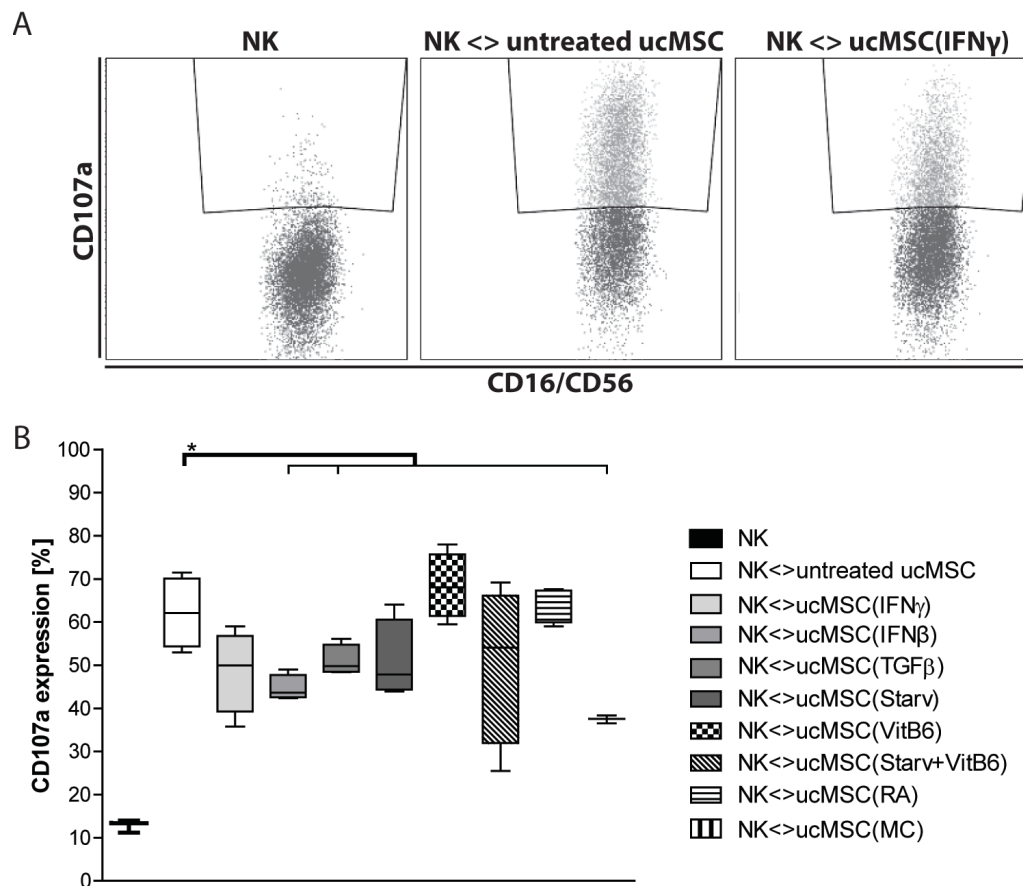 A
NK
NK <> untreated ucMSC
NK <> ucMSC(IFNγ)
CD107a
CD16/CD56
B
CD107a expression [%]
100
90
80
70
60
50
40
30
20
10
0
*
NK
NK<>untreated ucMSC
NK<>ucMSC(IFNγ)
NK<>ucMSC(IFNβ)
NK<>ucMSC(TGFβ)
NK<>ucMSC(Starv)
NK<>ucMSC(VitB6)
NK<>ucMSC(Starv+VitB6)
NK<>ucMSC(RA)
NK<>ucMSC(MC)